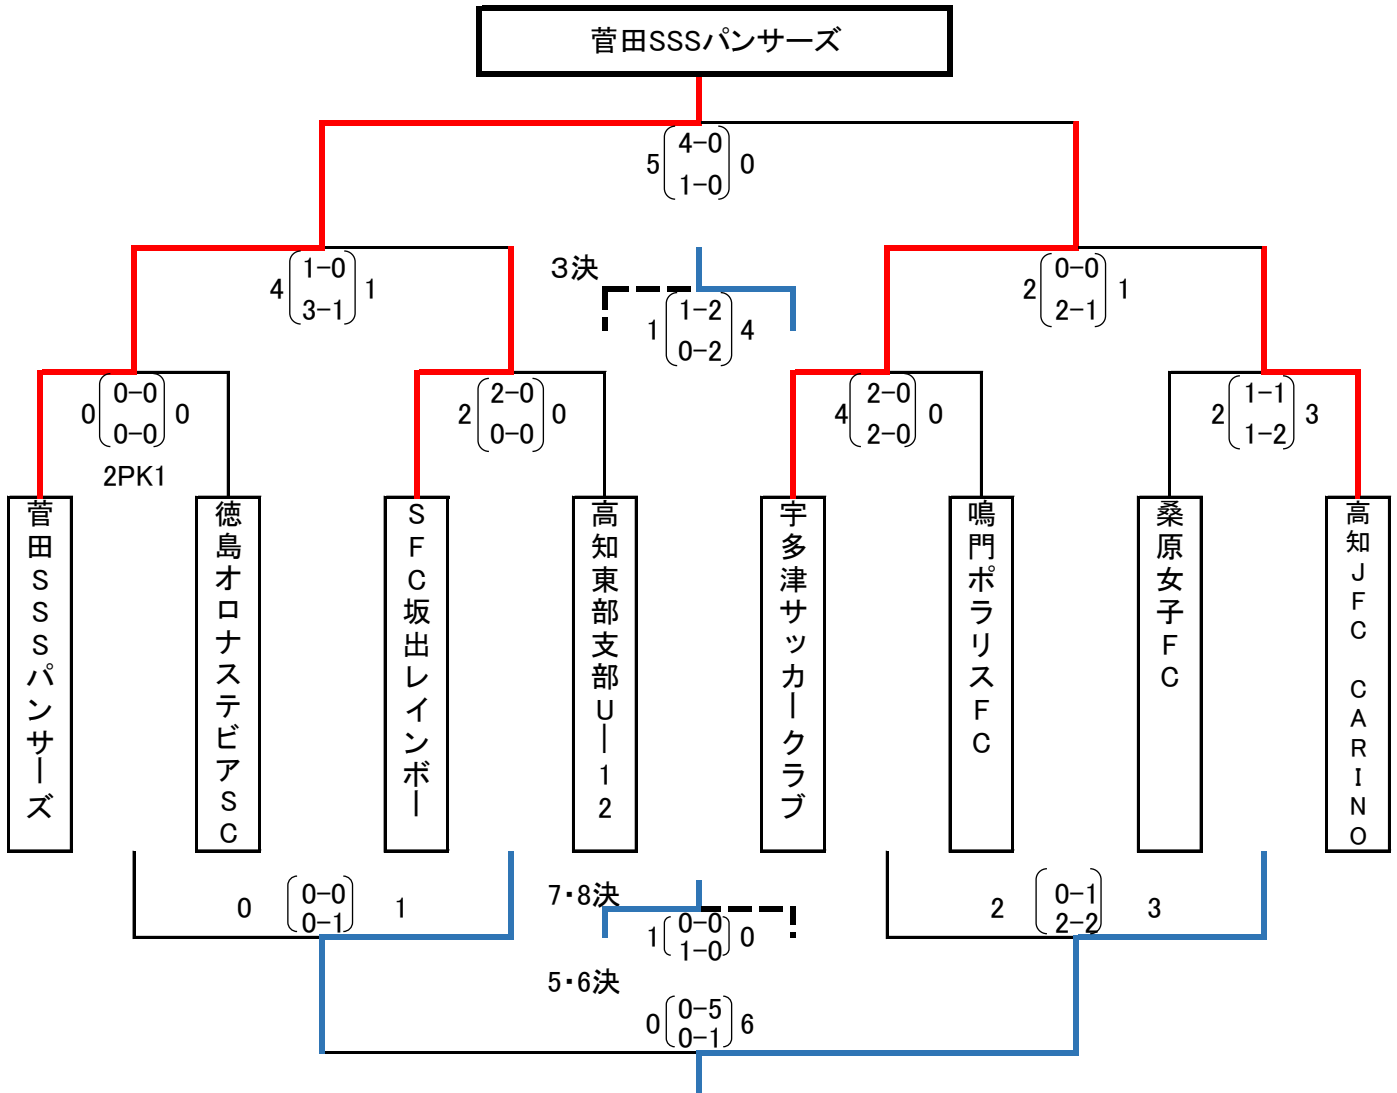 菅田SSSパンサーズ
4-0
5 0
1-0
1-0
4 1
3-1
3決
1-2
1 4
0-2
0-0
2 1
2-1
0-0
0 0
0-0
2PK1
2-0
2 0
0-0
2-0
4 0
2-0
1-1
2 3
1-2
菅田SSSパンサーズ
徳島オロナステビアSC
SFC坂出レインボー
高知東部支部U-12
宇多津サッカークラブ
鳴門ポラリスFC
桑原女子FC
高知JFC CARINO
0-0
0 1
0-1
7・8決
0-0
1 0
1-0
0-1
2 3
2-2
5・6決
0-5
0 6
0-1